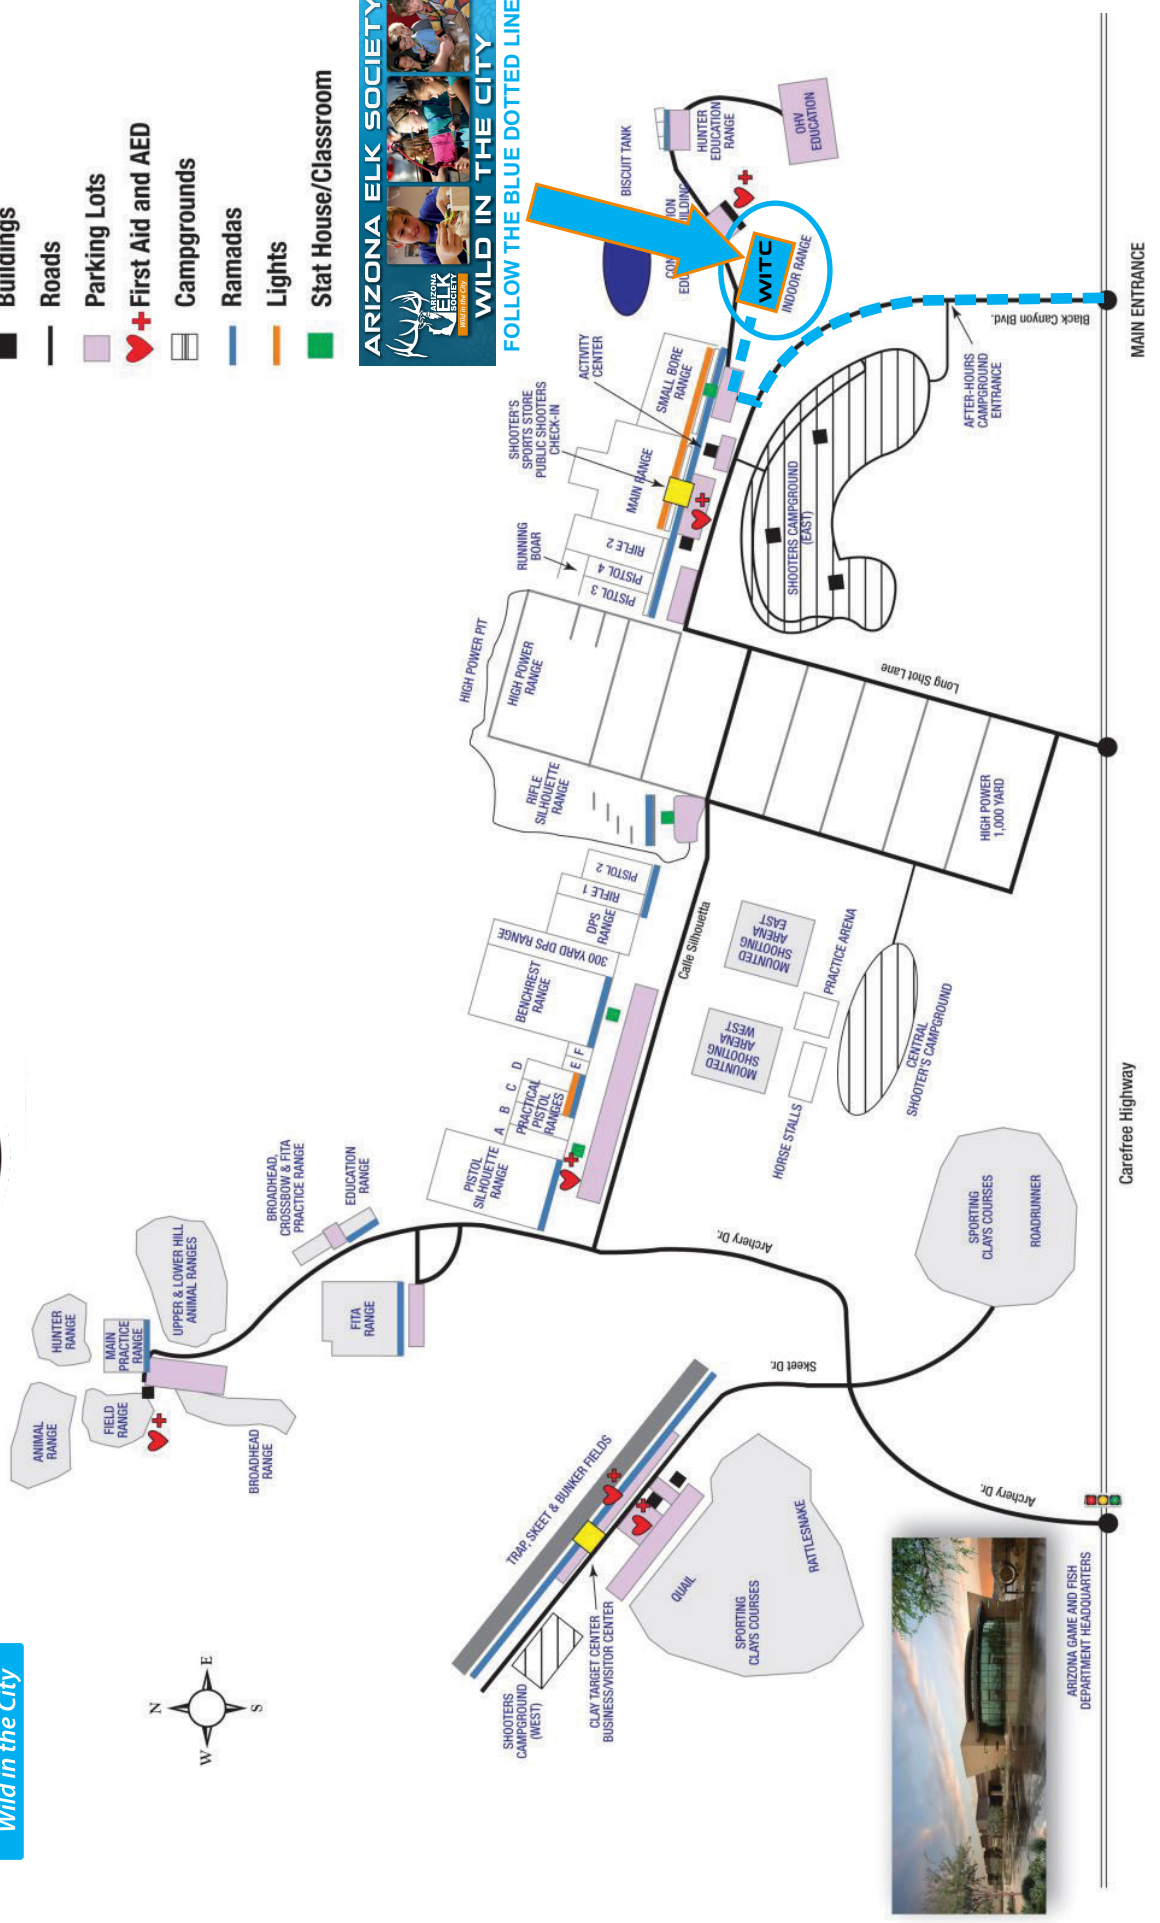 Wild in the City
Buildings
Roads
Parking Lots
First Aid and AED
Campgrounds
Ramadas
Lights
Stat House/Classroom
ARIZONA ELK SOCIETY
WILD IN THE CITY
ARIZONA
ELK
SOCIETY
Wild in the City
FOLLOW THE BLUE DOTTED LINE
N
W
E
S
ANIMAL
RANGE
HUNTER
RANGE
FIELD
RANGE
MAIN
PRACTICE
RANGE
UPPER & LOWER HILL
ANIMAL RANGES
BROADHEAD
RANGE
BROADHEAD,
CROSSBOW & FITA
PRACTICE RANGE
EDUCATION
RANGE
FITA
RANGE
PISTOL
SILHOUETTE
RANGE
A
B
C
D
E
F
PRACTICAL
PISTOL
RANGES
BENCHREST
RANGE
300 YARD DPS RANGE
DPS
RANGE
RIFLE 1
PISTOL 2
RIFLE
SILHOUETTE
RANGE
HIGH POWER PIT
HIGH POWER
RANGE
RUNNING
BOAR
PISTOL 3
PISTOL 4
RIFLE 2
SHOOTER'S
SPORTS STORE
PUBLIC SHOOTERS
CHECK-IN
MAIN RANGE
ACTIVITY
CENTER
SMALL BORE
RANGE
BISCUIT TANK
WITC
INDOOR RANGE
HUNTER
EDUCATION
RANGE
OHV
EDUCATION
Black Canyon Blvd.
MAIN ENTRANCE
AFTER-HOURS
CAMPGROUND
ENTRANCE
SHOOTERS CAMPGROUND
(EAST)
Long Shot Lane
HIGH POWER
1,000 YARD
Calle Silhouetta
MOUNTED
SHOOTING
ARENA
EAST
MOUNTED
SHOOTING
ARENA
WEST
PRACTICE ARENA
HORSE STALLS
CENTRAL
SHOOTER'S CAMPGROUND
Carefree Highway
SPORTING
CLAYS COURSES
ROADRUNNER
Archery Dr.
Skeet Dr.
Archery Dr.
TRAP, SKEET & BUNKER FIELDS
SHOOTERS
CAMPGROUND
(WEST)
CLAY TARGET CENTER
BUSINESS/VISITOR CENTER
QUAIL
SPORTING
CLAYS COURSES
RATTLESNAKE
ARIZONA GAME AND FISH
DEPARTMENT HEADQUARTERS